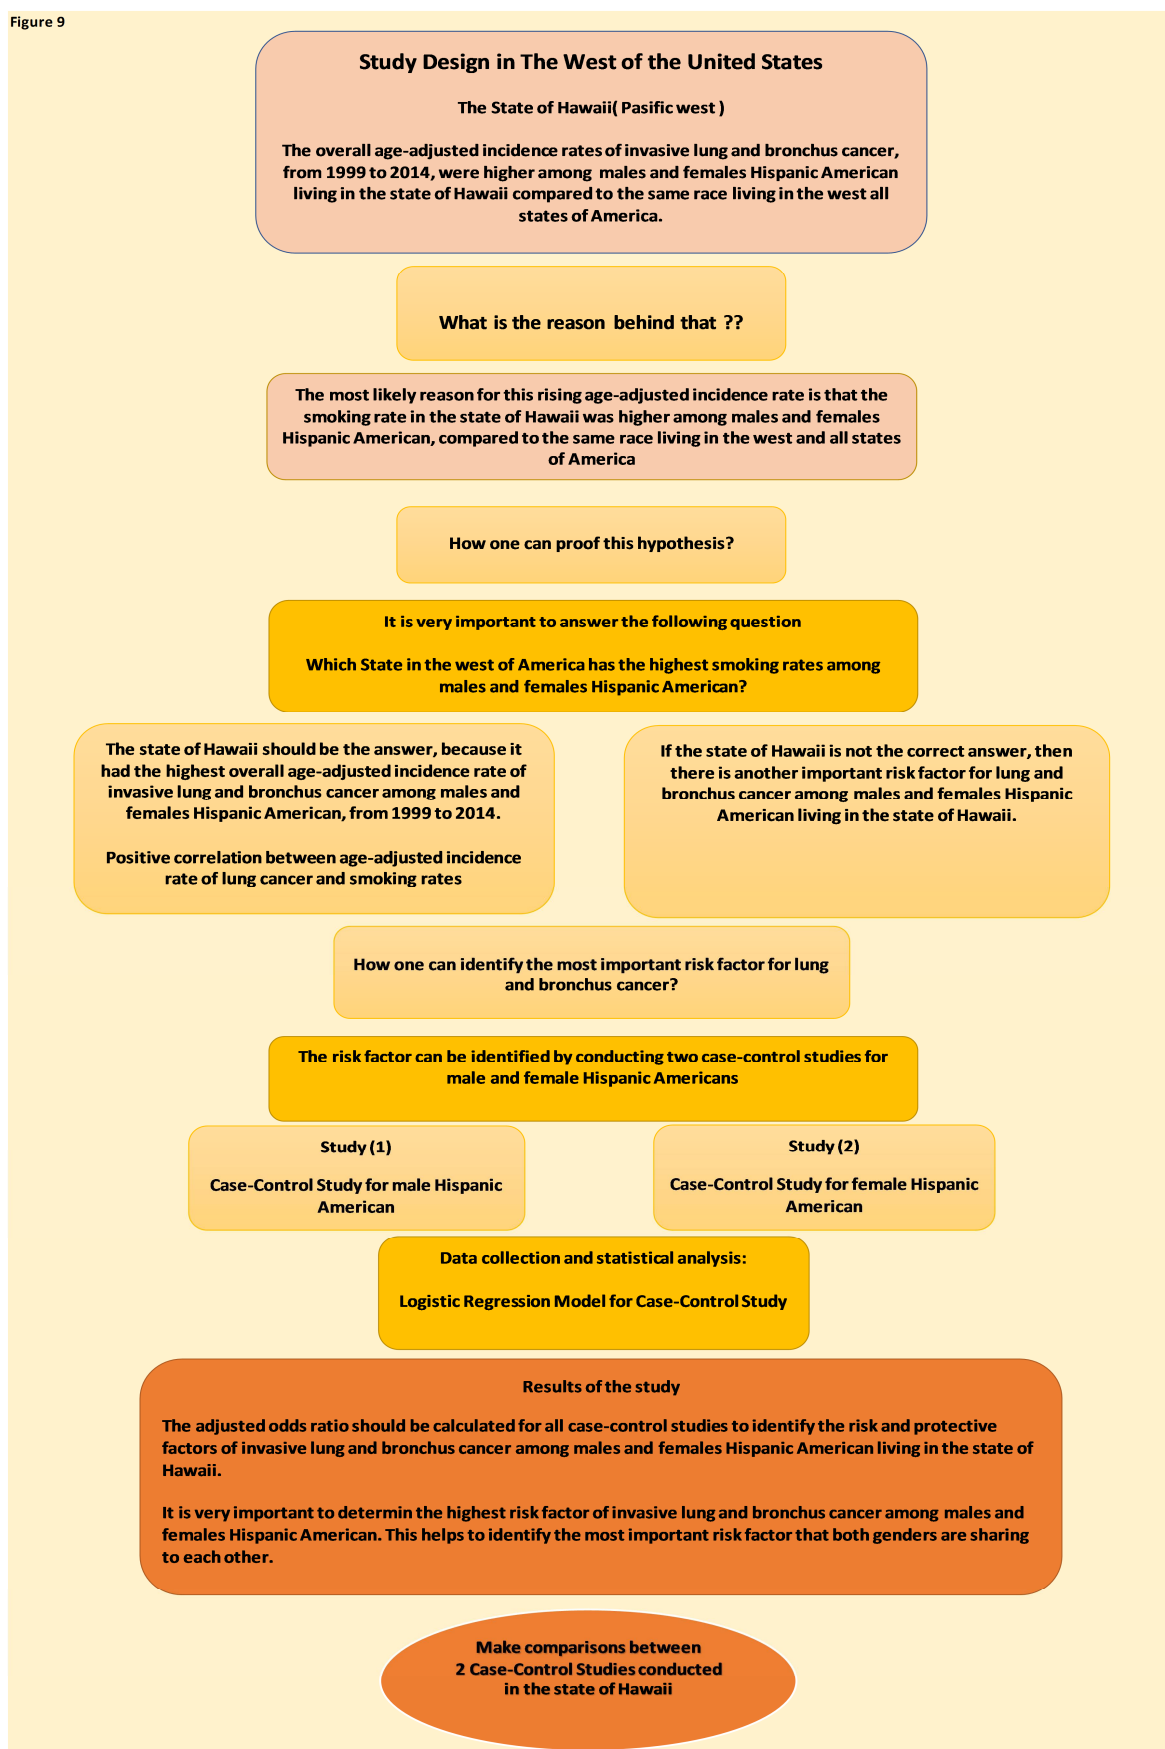 Figure 9
Study Design in The West of the United States
The State of Hawaii( Pasific west )
The overall age-adjusted incidence rates of invasive lung and bronchus cancer,
from 1999 to 2014, were higher among males and females Hispanic American
living in the state of Hawaii compared to the same race living in the west all
states of America.
What is the reason behind that ??
The most likely reason for this rising age-adjusted incidence rate is that the
smoking rate in the state of Hawaii was higher among males and females
Hispanic American, compared to the same race living in the west and all states
of America
How one can proof this hypothesis?
It is very important to answer the following question
Which State in the west of America has the highest smoking rates among
males and females Hispanic American?
The state of Hawaii should be the answer, because it
had the highest overall age-adjusted incidence rate of
invasive lung and bronchus cancer among males and
females Hispanic American, from 1999 to 2014.
Positive correlation between age-adjusted incidence
rate of lung cancer and smoking rates
If the state of Hawaii is not the correct answer, then
there is another important risk factor for lung and
bronchus cancer among males and females Hispanic
American living in the state of Hawaii.
How one can identify the most important risk factor for lung
and bronchus cancer?
The risk factor can be identified by conducting two case-control studies for
male and female Hispanic Americans
Study (1)
Case-Control Study for male Hispanic
American
Study (2)
Case-Control Study for female Hispanic
American
Data collection and statistical analysis:
Logistic Regression Model for Case-Control Study
Results of the study
The adjusted odds ratio should be calculated for all case-control studies to identify the risk and protective
factors of invasive lung and bronchus cancer among males and females Hispanic American living in the state of
Hawaii.
It is very important to determin the highest risk factor of invasive lung and bronchus cancer among males and
females Hispanic American. This helps to identify the most important risk factor that both genders are sharing
to each other.
Make comparisons between
2 Case-Control Studies conducted
in the state of Hawaii